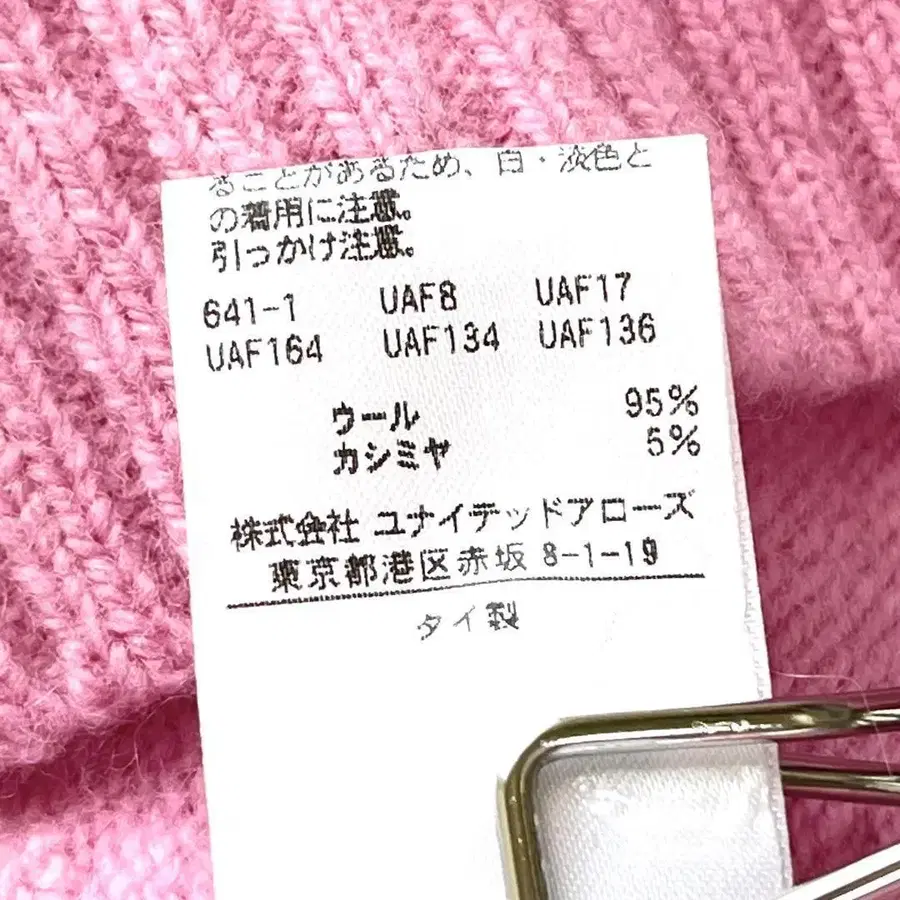 ることがあるため、白・淡色と
の着用に注意。
引っかけ注意。
641-1 UAF8 UAF17
UAF164 UAF134 UAF136
ウール 95%
カシミヤ 5%
株式会社 ユナイテッドアローズ
東京都港区赤坂 8-1-19
タイ製